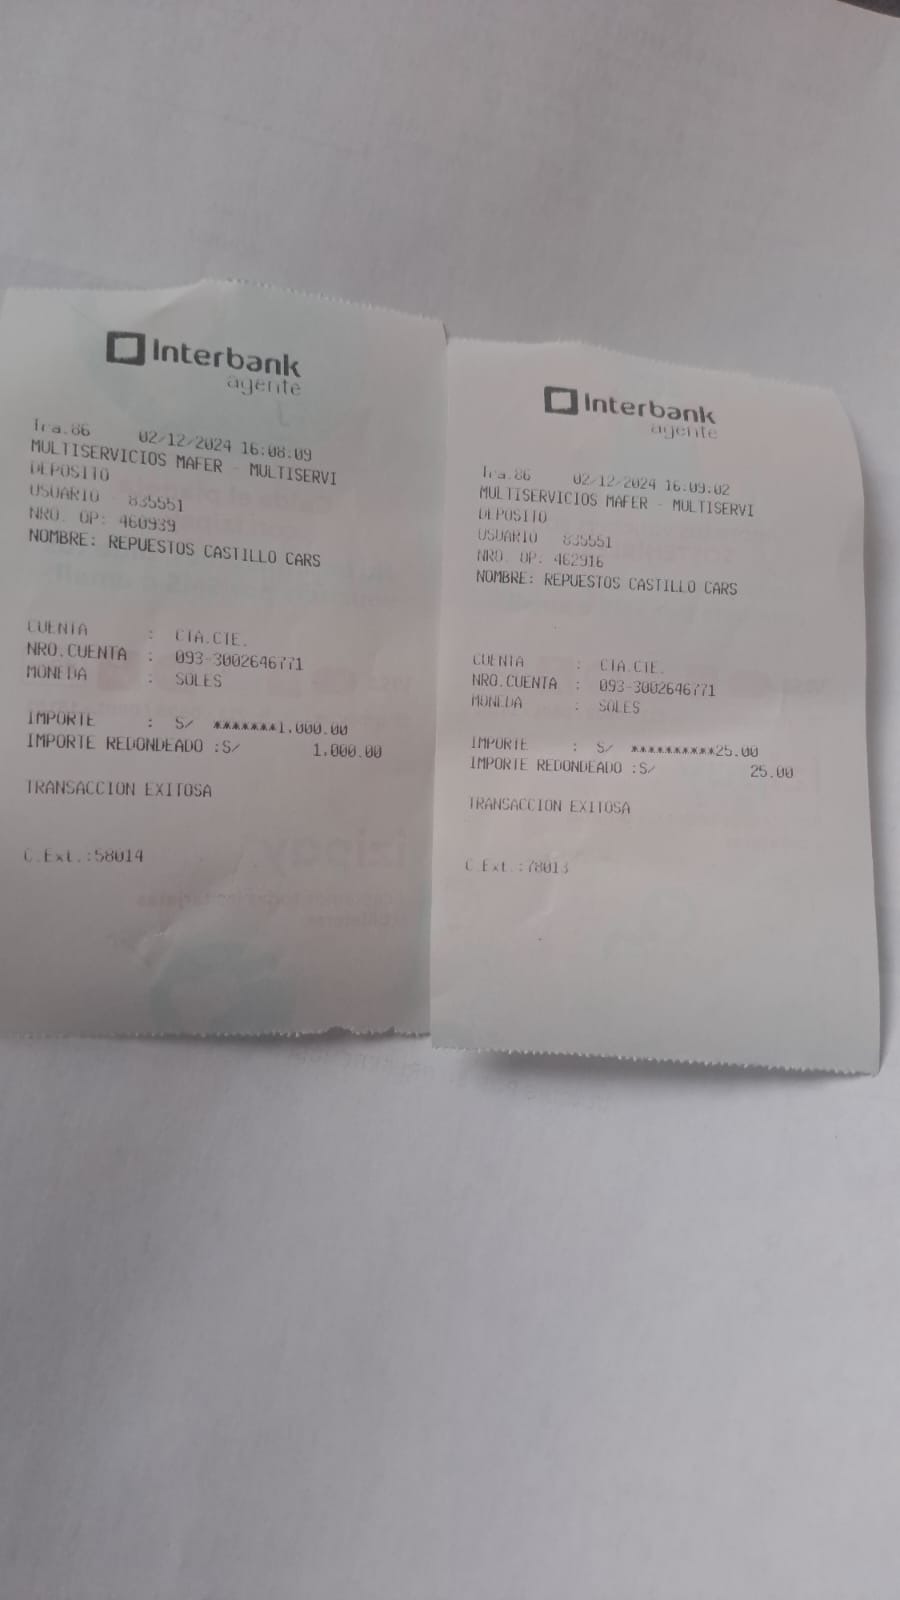 Interbank
agente
Tra.86 02/12/2024 16:08:09
MULTISERVICIOS MAFER - MULTISERVI
DEPOSITO
USUARIO : 835551
NRO. OP: 460939
NOMBRE: REPUESTOS CASTILLO CARS
CUENTA : CTA.CTE.
NRO.CUENTA : 093-3002646771
MONEDA : SOLES
IMPORTE : S/ *******1,000.00
IMPORTE REDONDEADO :S/ 1,000.00
TRANSACCION EXITOSA
C.Ext.:58014
Interbank
agente
Tra.86 02/12/2024 16:09:02
MULTISERVICIOS MAFER - MULTISERVI
DEPOSITO
USUARIO : 835551
NRO. OP: 462916
NOMBRE: REPUESTOS CASTILLO CARS
CUENTA : CTA.CTE.
NRO.CUENTA : 093-3002646771
MONEDA : SOLES
IMPORTE : S/ **********25.00
IMPORTE REDONDEADO :S/ 25.00
TRANSACCION EXITOSA
C.Ext.:78013
izipay